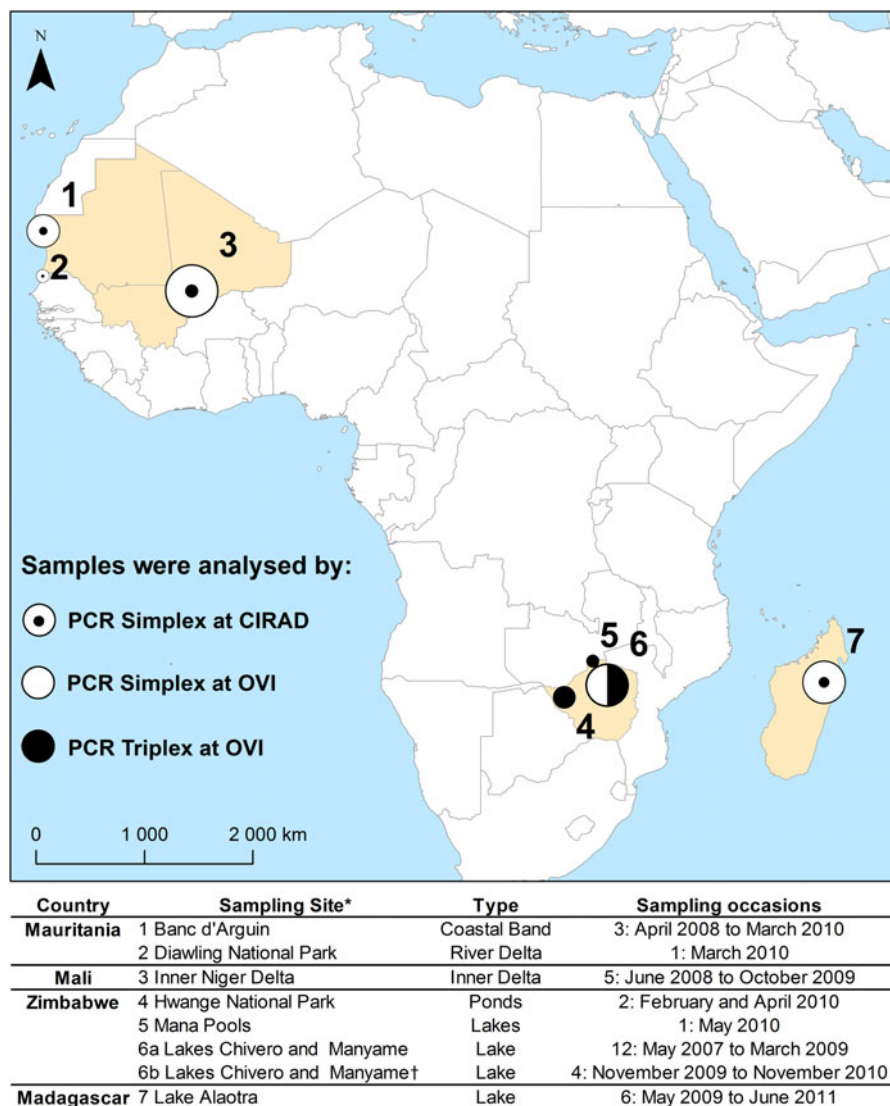 N
1
2
3
5
6
7
4
Samples were analysed by:
PCR Simplex at CIRAD
PCR Simplex at OVI
PCR Triplex at OVI
0 1 000 2 000 km
Country Sampling Site* Type Sampling occasions
Mauritania 1 Banc d'Arguin Coastal Band 3: April 2008 to March 2010
2 Diawling National Park River Delta 1: March 2010
Mali 3 Inner Niger Delta Inner Delta 5: June 2008 to October 2009
Zimbabwe 4 Hwange National Park Ponds 2: February and April 2010
5 Mana Pools Lakes 1: May 2010
6a Lakes Chivero and Manyame Lake 12: May 2007 to March 2009
6b Lakes Chivero and Manyame† Lake 4: November 2009 to November 2010
Madagascar 7 Lake Alaotra Lake 6: May 2009 to June 2011